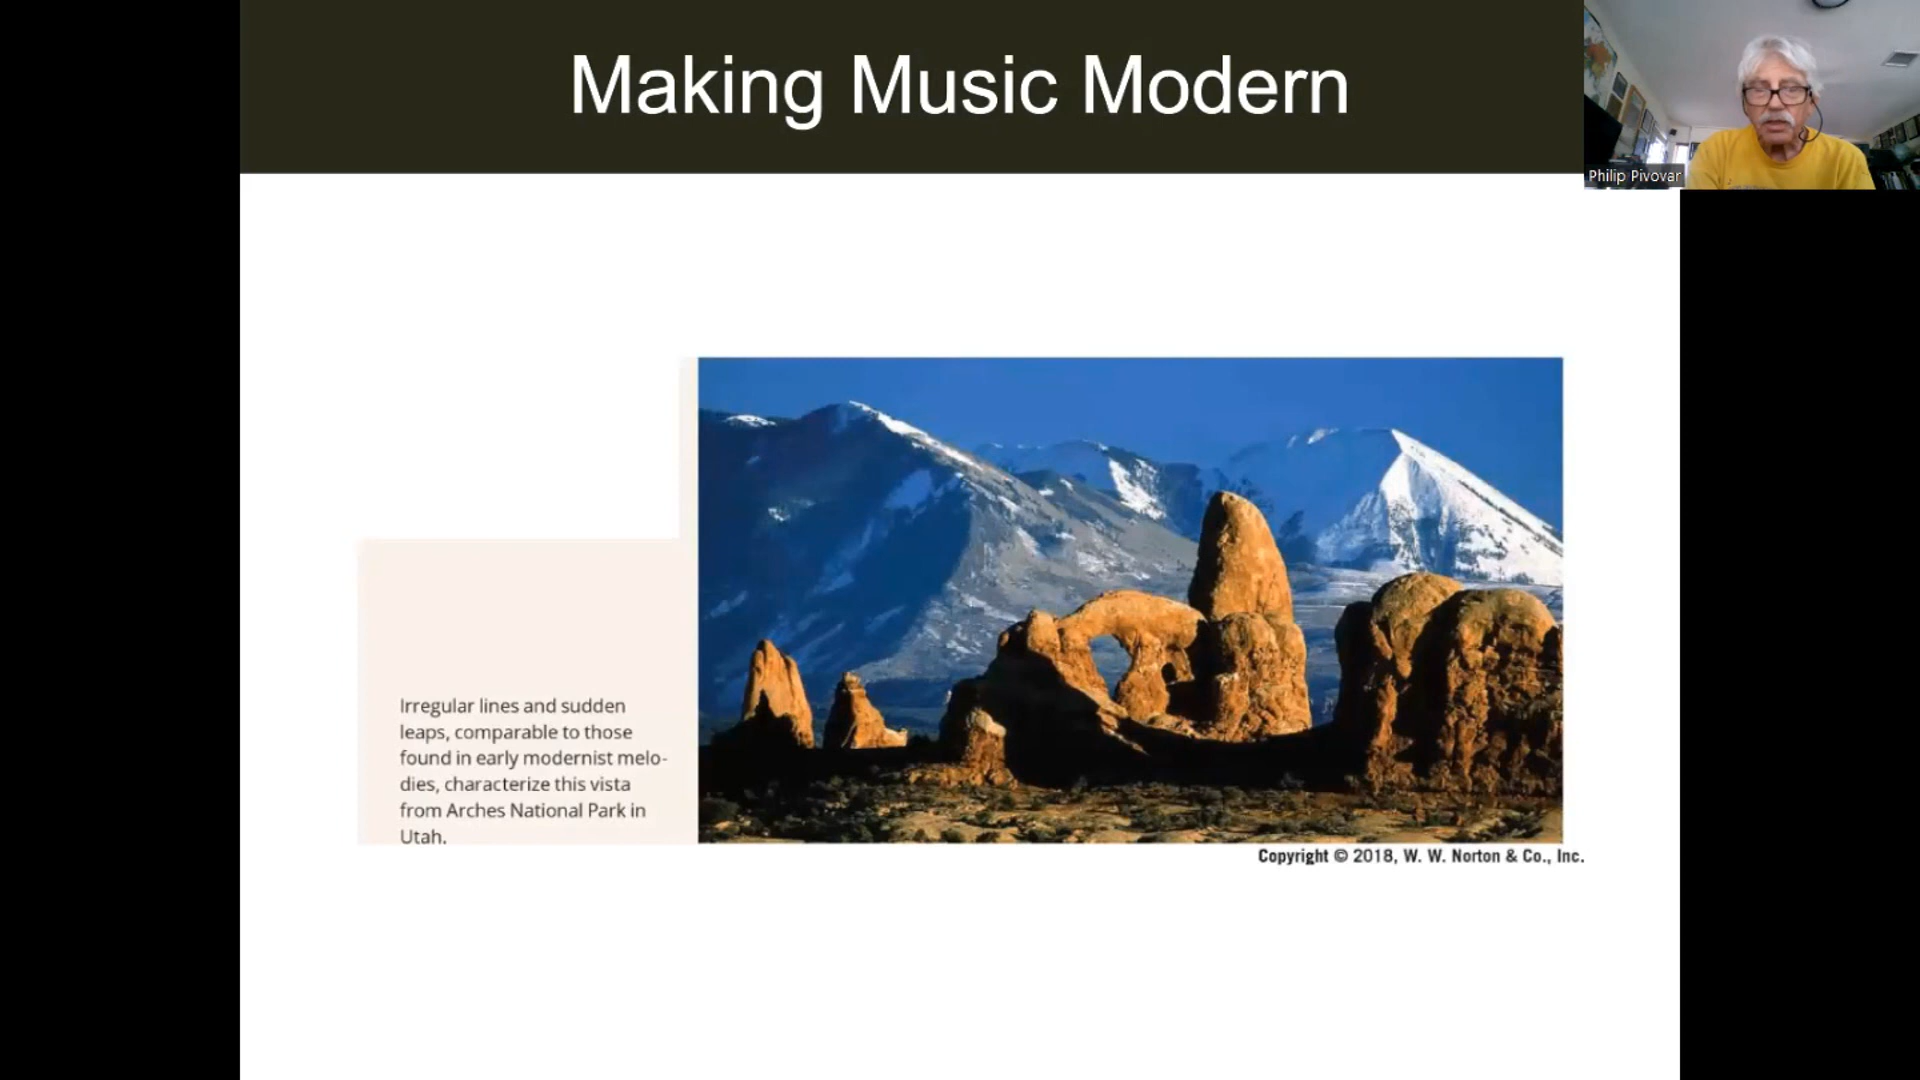 Making Music Modern
Philip Pivovar
Irregular lines and sudden
leaps, comparable to those
found in early modernist melo-
dies, characterize this vista
from Arches National Park in
Utah.
Copyright © 2018, W. W. Norton & Co., Inc.